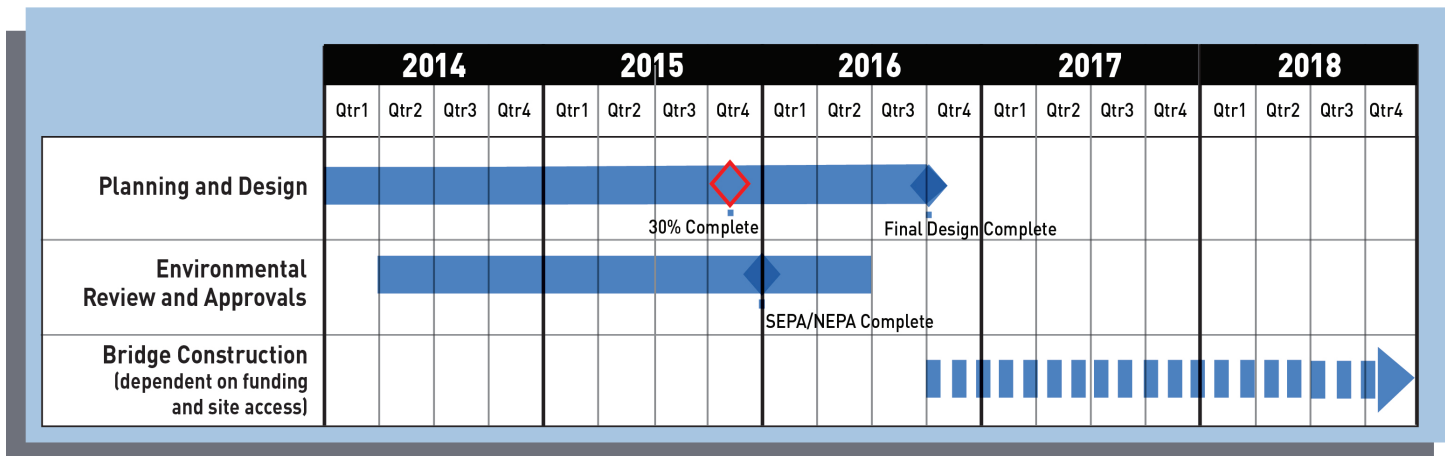 2014 2015 2016 2017 2018
Qtr1 Qtr2 Qtr3 Qtr4 Qtr1 Qtr2 Qtr3 Qtr4 Qtr1 Qtr2 Qtr3 Qtr4 Qtr1 Qtr2 Qtr3 Qtr4 Qtr1 Qtr2 Qtr3 Qtr4
Planning and Design
30% Complete
Final Design Complete
Environmental
Review and Approvals
SEPA/NEPA Complete
Bridge Construction
(dependent on funding
and site access)